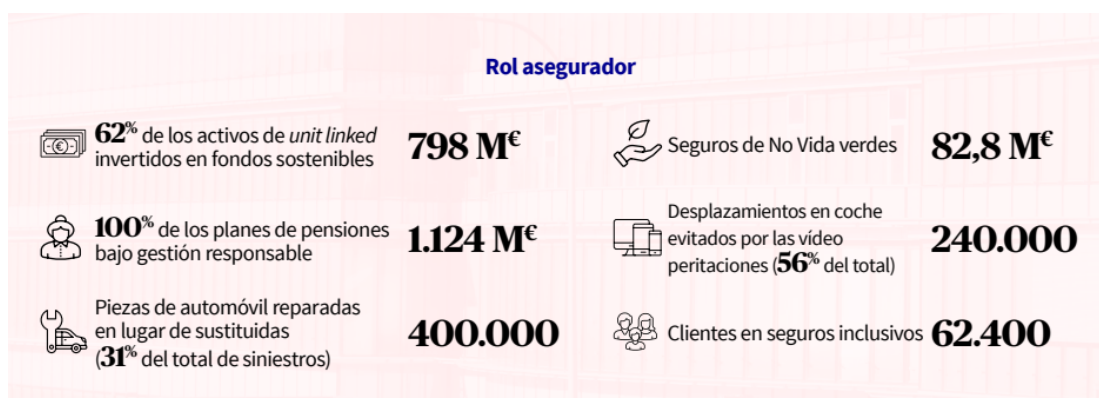 Rol asegurador
62% de los activos de unit linked
invertidos en fondos sostenibles
798 M€
100% de los planes de pensiones
bajo gestión responsable
1.124 M€
Piezas de automóvil reparadas
en lugar de sustituidas
(31% del total de siniestros)
400.000
Seguros de No Vida verdes
82,8 M€
Desplazamientos en coche
evitados por las vídeo
peritaciones (56% del total)
240.000
Clientes en seguros inclusivos
62.400